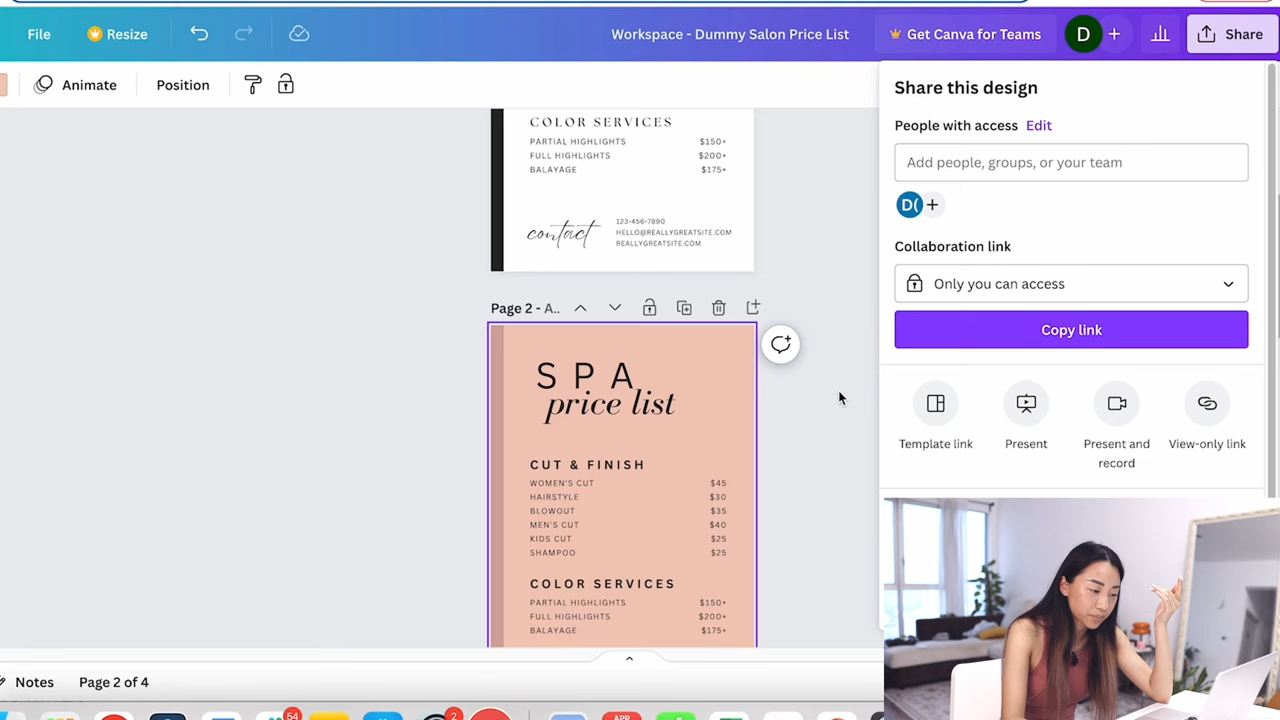 File
Resize
Workspace - Dummy Salon Price List
Get Canva for Teams
D
Share
Animate
Position
COLOR SERVICES
PARTIAL HIGHLIGHTS $150+
FULL HIGHLIGHTS $200+
BALAYAGE $175+
contact
123-456-7890
HELLO@REALLYGREATSITE.COM
REALLYGREATSITE.COM
Page 2 - A..
SPA
price list
CUT & FINISH
WOMEN'S CUT $45
HAIRSTYLE $30
BLOWOUT $35
MEN'S CUT $40
KIDS CUT $25
SHAMPOO $25
COLOR SERVICES
PARTIAL HIGHLIGHTS $150+
FULL HIGHLIGHTS $200+
BALAYAGE $175+
Share this design
People with access Edit
Add people, groups, or your team
D(
Collaboration link
Only you can access
Copy link
Template link
Present
Present and
record
View-only link
Notes
Page 2 of 4
54
2
APR